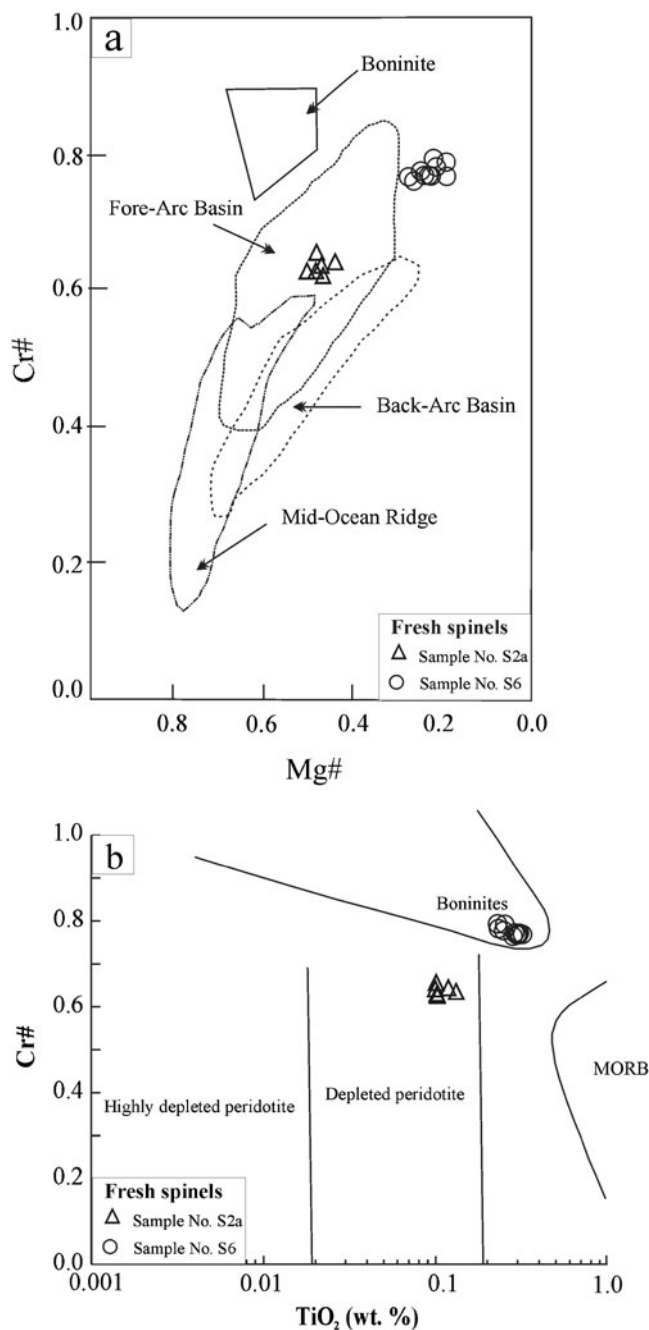 a
1.0
0.8
0.6
0.4
0.2
0.0
Cr#
Boninite
Fore-Arc Basin
Back-Arc Basin
Mid-Ocean Ridge
Fresh spinels
Sample No. S2a
Sample No. S6
0.8 0.6 0.4 0.2 0.0
Mg#
b
1.0
0.8
0.6
0.4
0.2
0.0
Cr#
Boninites
MORB
Highly depleted peridotite
Depleted peridotite
Fresh spinels
Sample No. S2a
Sample No. S6
0.001 0.01 0.1 1.0
TiO₂ (wt. %)